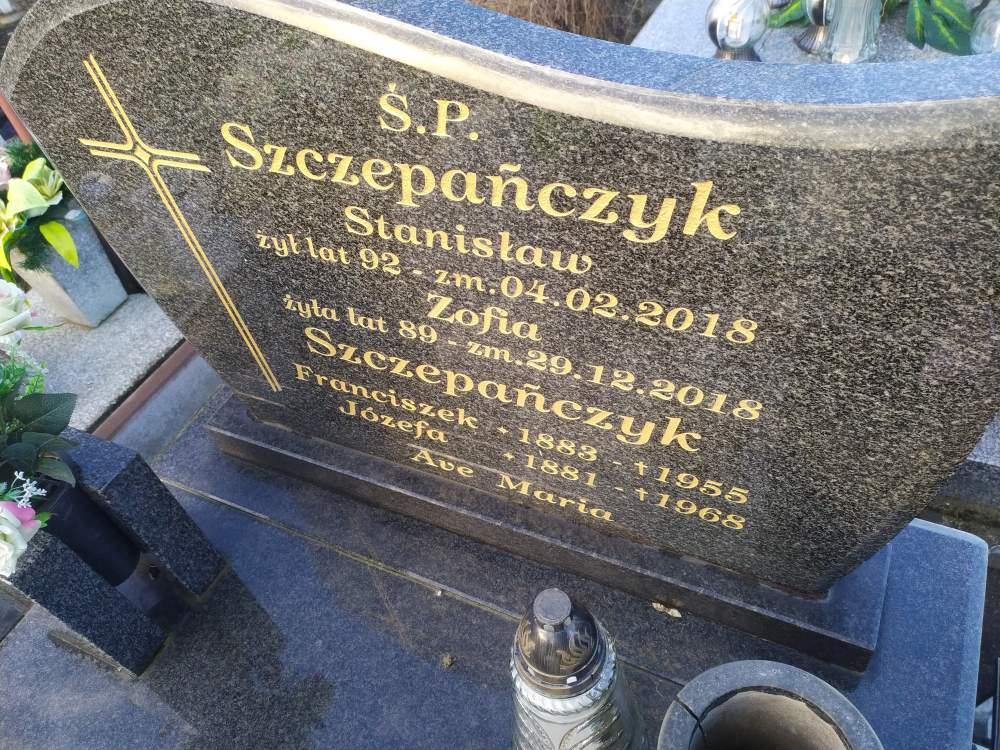 Ś.P.
Szczepańczyk
Stanisław
żył lat 92 - zm.04.02.2018
Zofia
żyła lat 89 - zm.29.12.2018
Szczepańczyk
Franciszek *1883 - †1955
Józefa *1881 - †1968
Ave Maria